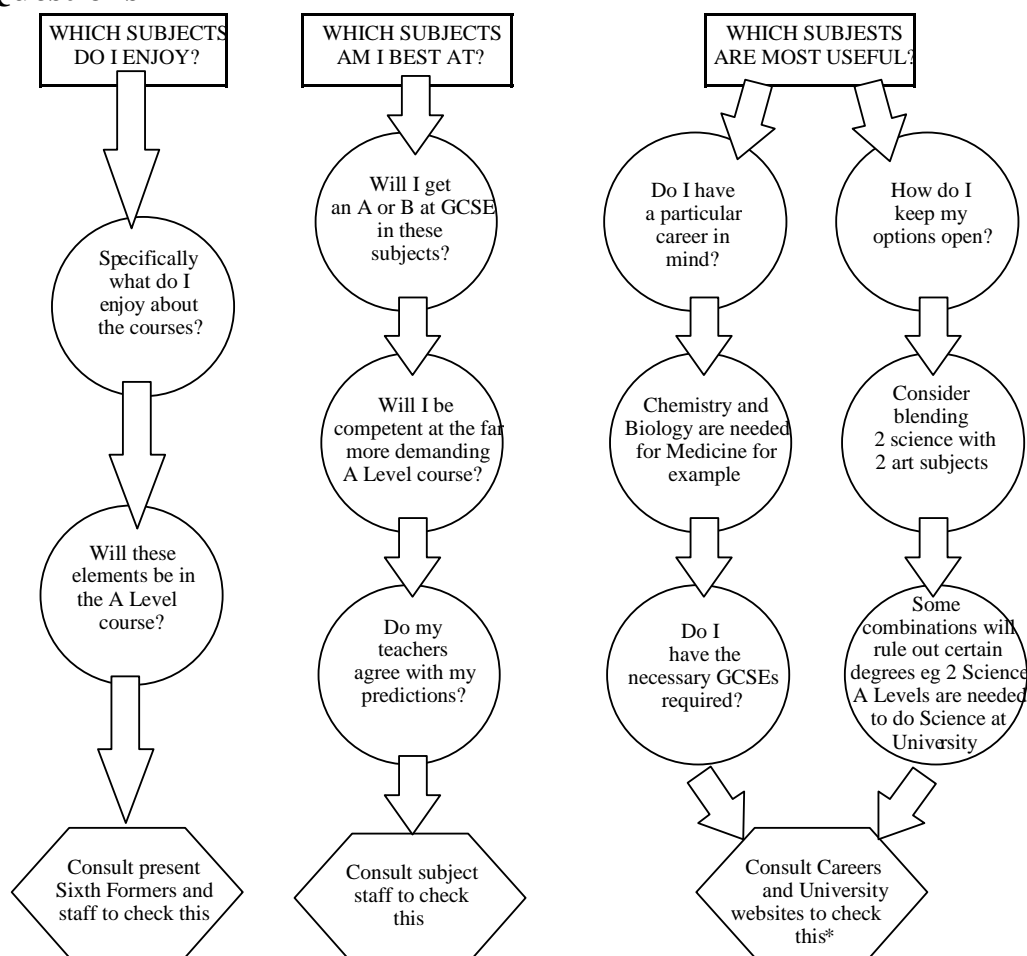 WHICH SUBJECTS
DO I ENJOY?
Specifically
what do I
enjoy about
the courses?
Will these
elements be in
the A Level
course?
Consult present
Sixth Formers and
staff to check this
WHICH SUBJECTS
AM I BEST AT?
Will I get
an A or B at GCSE
in these
subjects?
Will I be
competent at the far
more demanding
A Level course?
Do my
teachers
agree with my
predictions?
Consult subject
staff to check
this
WHICH SUBJESTS
ARE MOST USEFUL?
Do I have
a particular
career in
mind?
Chemistry and
Biology are needed
for Medicine for
example
Do I
have the
necessary GCSEs
required?
How do I
keep my
options open?
Consider
blending
2 science with
2 art subjects
Some
combinations will
rule out certain
degrees eg 2 Science
A Levels are needed
to do Science at
University
Consult Careers
and University
websites to check
this*